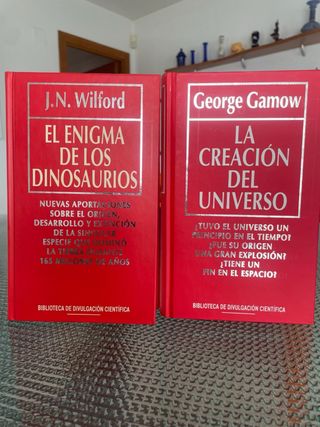 J.N. Wilford
EL ENIGMA
DE LOS
DINOSAURIOS
NUEVAS APORTACIONES
SOBRE EL ORIGEN,
DESARROLLO Y EXTINCIÓN
DE LA SINGULAR
ESPECIE QUE DOMINÓ
LA TIERRA DURANTE
165 MILLONES DE AÑOS
BIBLIOTECA DE DIVULGACIÓN CIENTÍFICA
George Gamow
LA
CREACIÓN
DEL
UNIVERSO
¿TUVO EL UNIVERSO UN
PRINCIPIO EN EL TIEMPO?
¿FUE SU ORIGEN
UNA GRAN EXPLOSIÓN?
¿TIENE UN
FIN EN EL ESPACIO?
BIBLIOTECA DE DIVULGACIÓN CIENTÍFICA